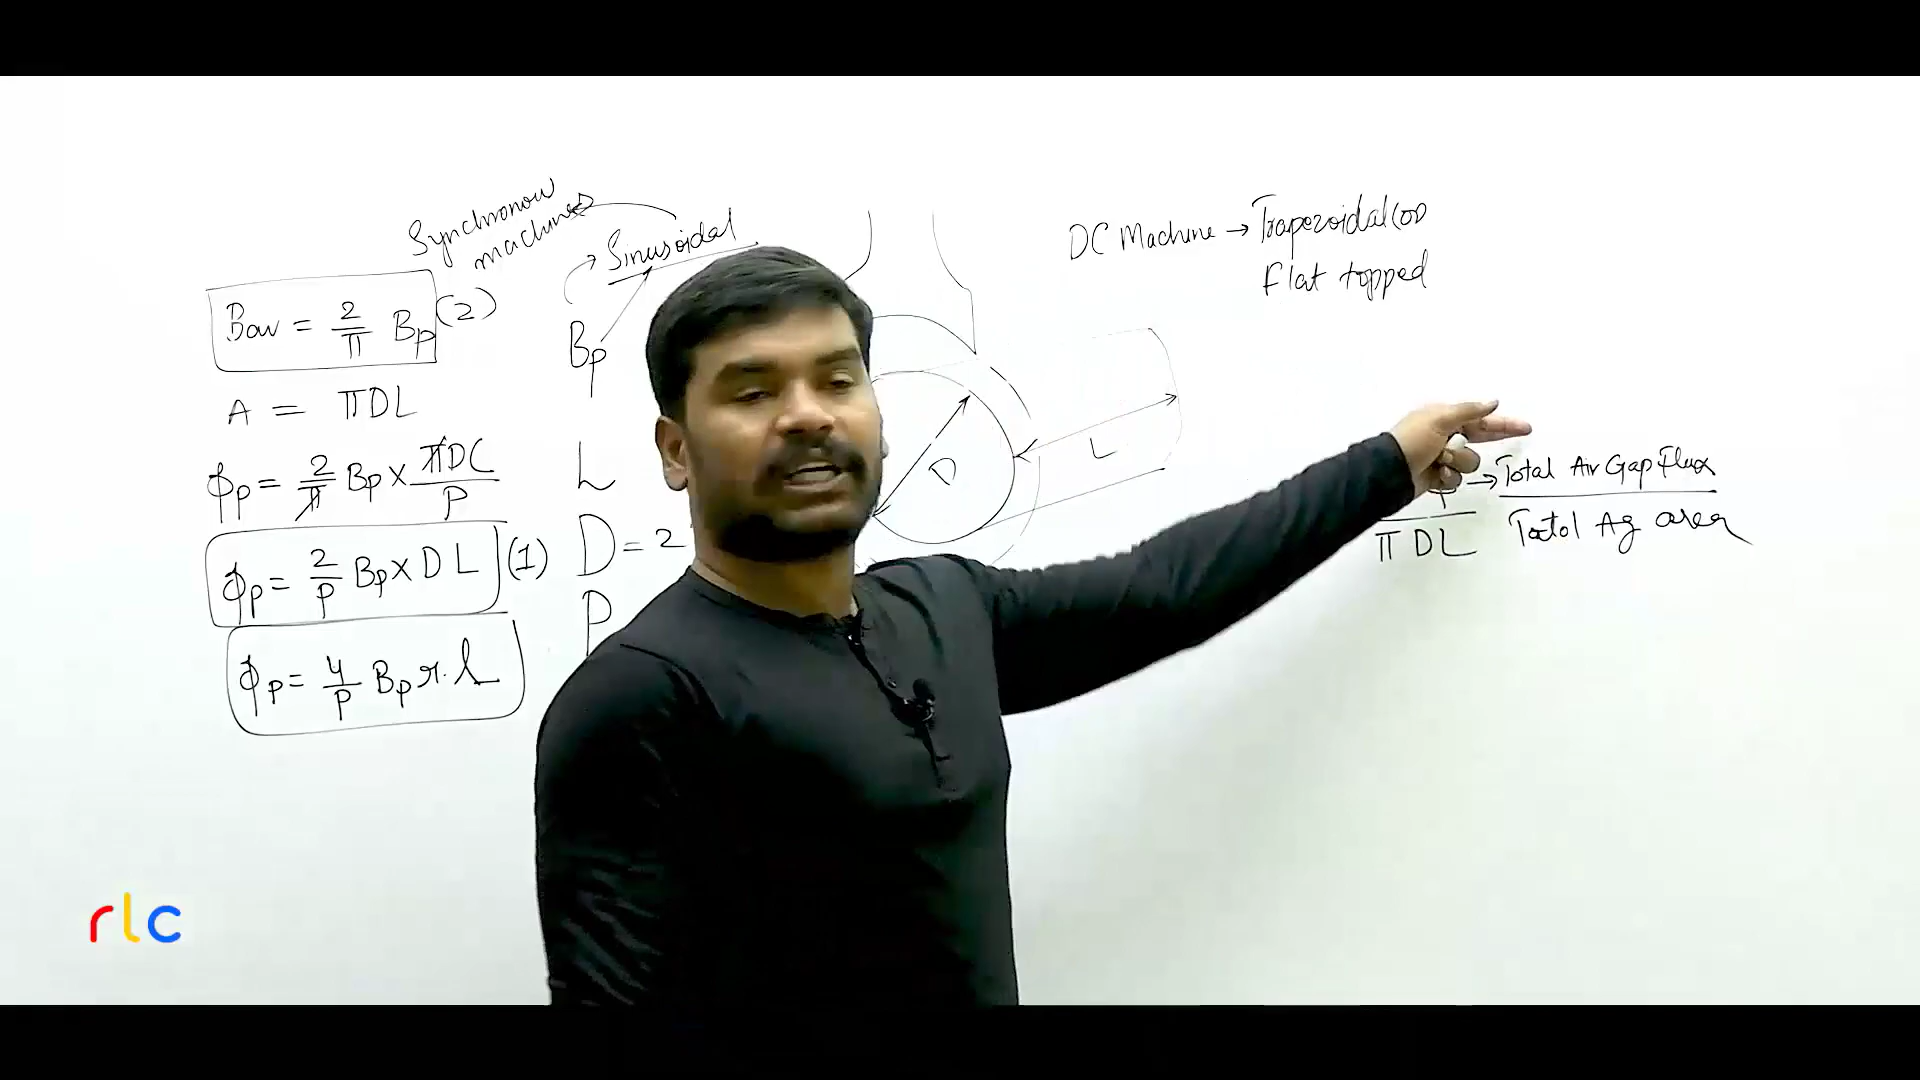 Synchronous
machines
Sinusoidal
Bav = 2/π Bp (2)
Bp
A = πDL
ϕp = 2/π Bp × πDL/P
L
ϕp = 2/P Bp × D L (1)
D = 2
P
ϕp = 4/P Bp r.l
D
L
DC Machine → Trapezoidal (or)
Flat topped
→ Total Air Gap Flux
π DL Total Ag area
rlc